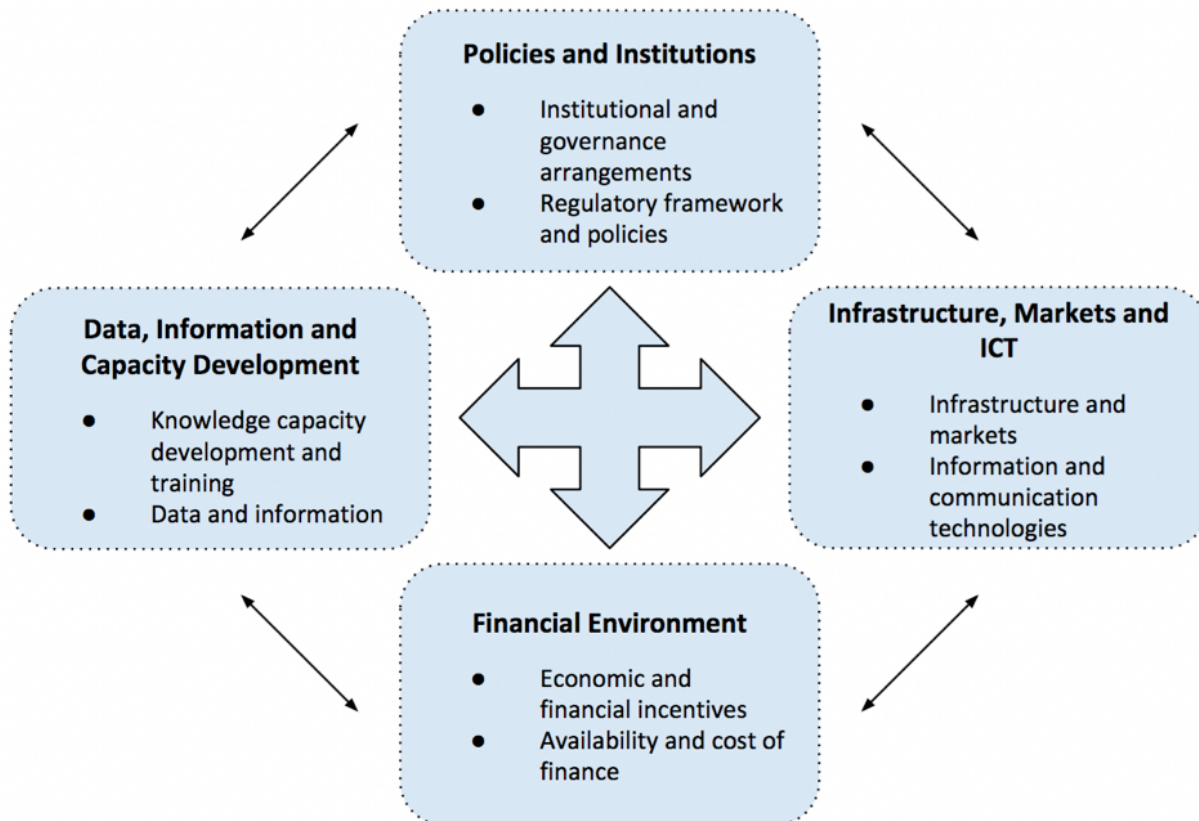 Policies and Institutions
● Institutional and
governance
arrangements
● Regulatory framework
and policies
Data, Information and
Capacity Development
● Knowledge capacity
development and
training
● Data and information
Infrastructure, Markets and
ICT
● Infrastructure and
markets
● Information and
communication
technologies
Financial Environment
● Economic and
financial incentives
● Availability and cost of
finance